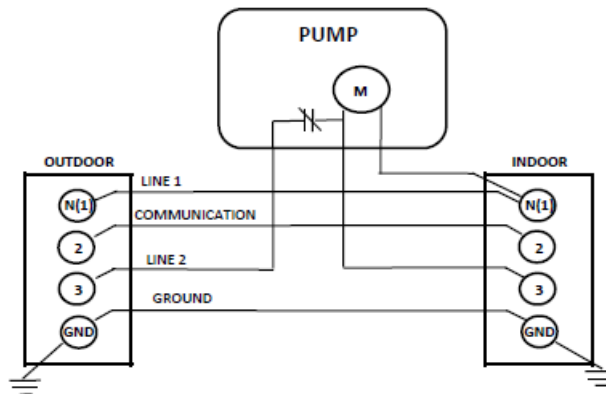 PUMP
M
OUTDOOR
INDOOR
LINE 1
N(1)
N(1)
COMMUNICATION
2
2
LINE 2
3
3
GROUND
GND
GND